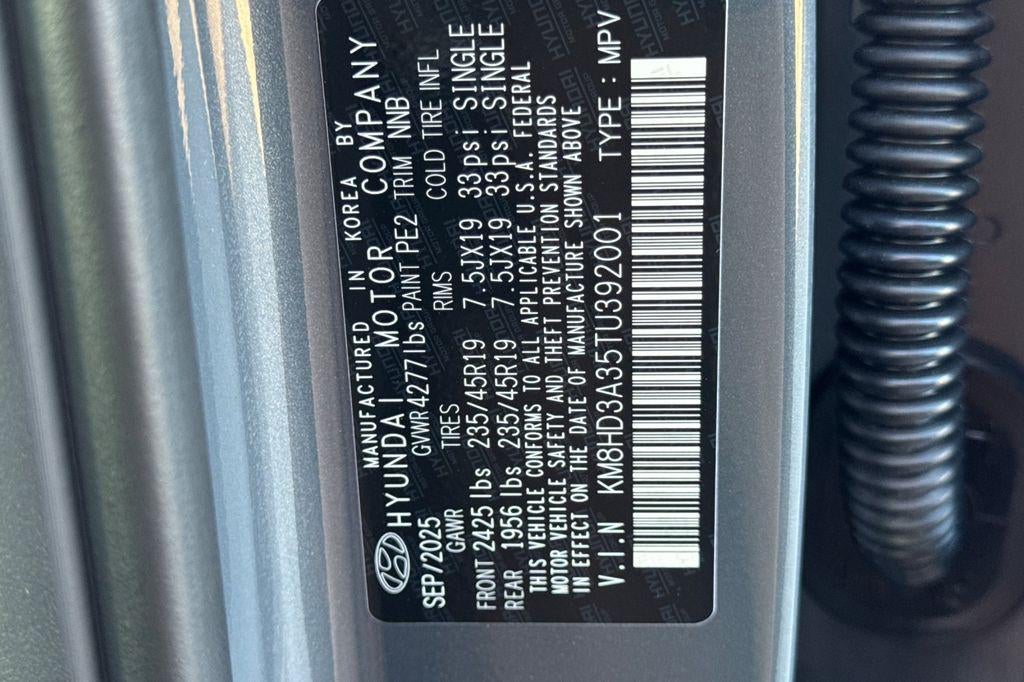 MANUFACTURED IN KOREA BY
HYUNDAI MOTOR COMPANY
SEP/2025 GVWR 4277 lbs PAINT PE2 TRIM NNB
GAWR TIRES RIMS COLD TIRE INFL
FRONT 2425 lbs 235/45R19 7.5JX19 33psi SINGLE
REAR 1956 lbs 235/45R19 7.5JX19 33psi SINGLE
THIS VEHICLE CONFORMS TO ALL APPLICABLE U.S.A. FEDERAL
MOTOR VEHICLE SAFETY AND THEFT PREVENTION STANDARDS
IN EFFECT ON THE DATE OF MANUFACTURE SHOWN ABOVE
V.I.N KM8HD3A35TU392001 TYPE : MPV